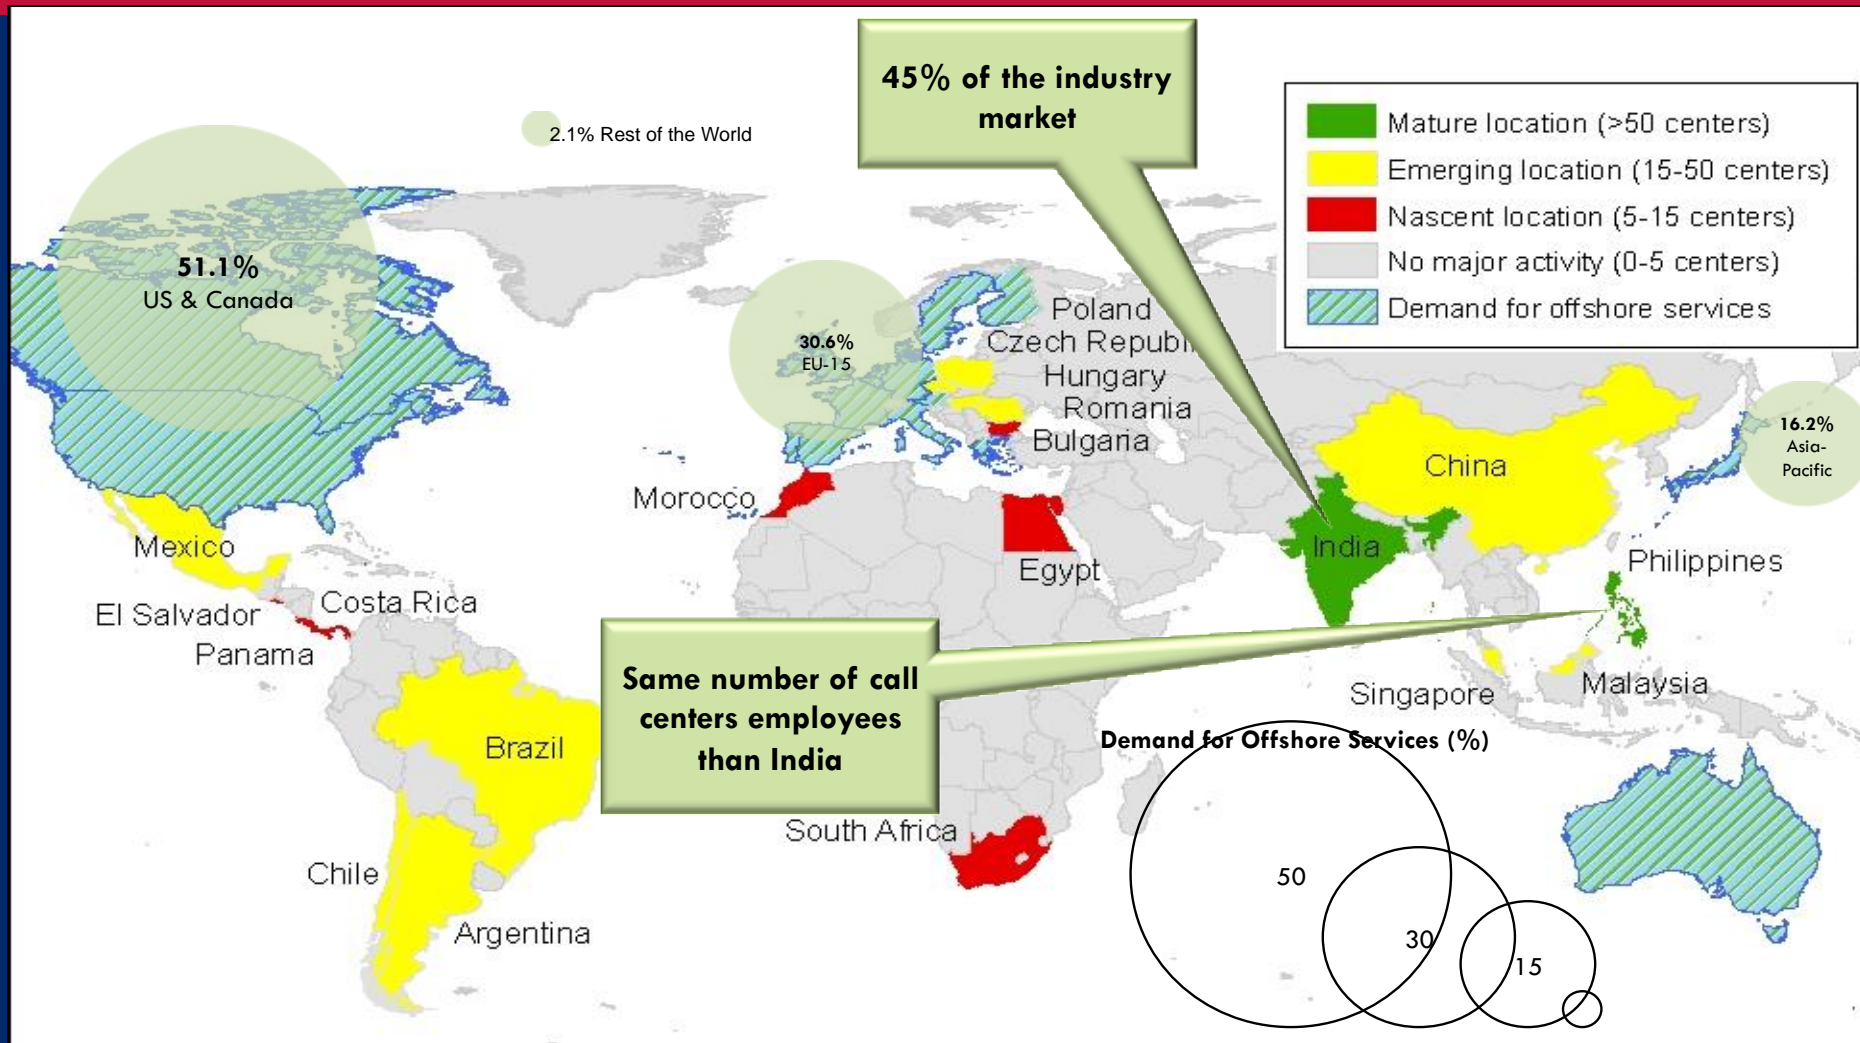 45% of the industry
market
2.1% Rest of the World
Mature location (>50 centers)
Emerging location (15-50 centers)
Nascent location (5-15 centers)
No major activity (0-5 centers)
Demand for offshore services
51.1%
US & Canada
30.6%
EU-15
16.2%
Asia-
Pacific
Poland
Czech Republi
Hungary
Romania
Bulgaria
China
Morocco
Mexico
India
Egypt
Philippines
El Salvador
Costa Rica
Panama
Same number of call
centers employees
than India
Singapore
Malaysia
Brazil
Demand for Offshore Services (%)
South Africa
Chile
Argentina
50
30
15